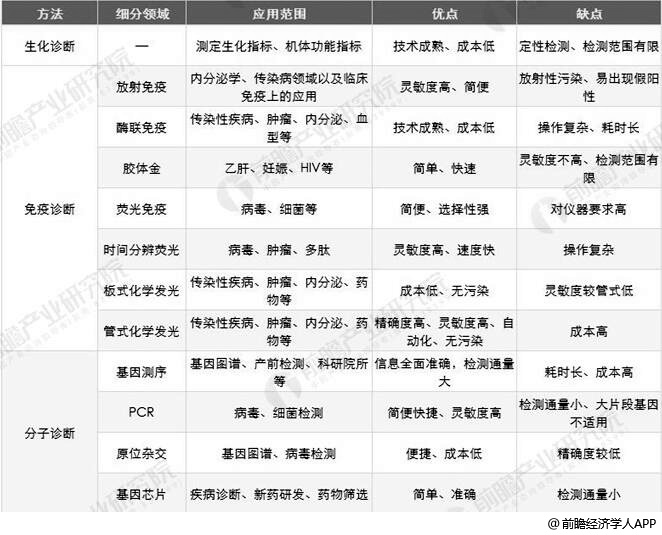 方法 细分领域 应用范围 优点 缺点
生化诊断 — 测定生化指标、机体功能指标 技术成熟、成本低 定性检测、检测范围有限
免疫诊断
放射免疫 内分泌学、传染病领域以及临床
免疫上的应用 灵敏度高、简便 放射性污染、易出现假阳
性
酶联免疫 传染性疾病、肿瘤、内分泌、血
型等 技术成熟、成本低 操作复杂、耗时长
胶体金 乙肝、妊娠、HIV等 简单、快速 灵敏度不高、检测范围有
限
荧光免疫 病毒、细菌等 简便、选择性强 对仪器要求高
时间分辨荧光 病毒、肿瘤、多肽 灵敏度高、速度快 操作复杂
板式化学发光 传染性疾病、肿瘤、内分泌、药
物等 成本低、无污染 灵敏度较管式低
管式化学发光 传染性疾病、肿瘤、内分泌、药
物等 精确度高、灵敏度高、自
动化、无污染 成本高
分子诊断
基因测序 基因图谱、产前检测、科研院所
等 信息全面准确，检测通量
大 耗时长、成本高
PCR 病毒、细菌检测 简便快捷、灵敏度高 检测通量小、大片段基因
不适用
原位杂交 基因图谱、病毒检测 便捷、成本低 精确度较低
基因芯片 疾病诊断、新药研发、药物筛选 简单、准确 检测通量小
前瞻产业研究院
@前瞻经济学人APP